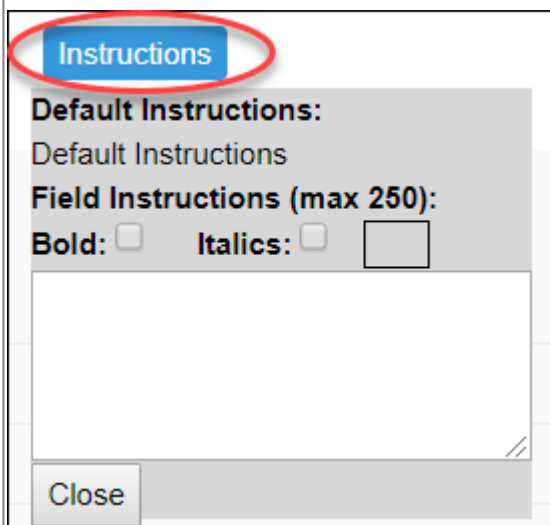 Instructions
Default Instructions:
Default Instructions
Field Instructions (max 250):
Bold: Italics:
Close